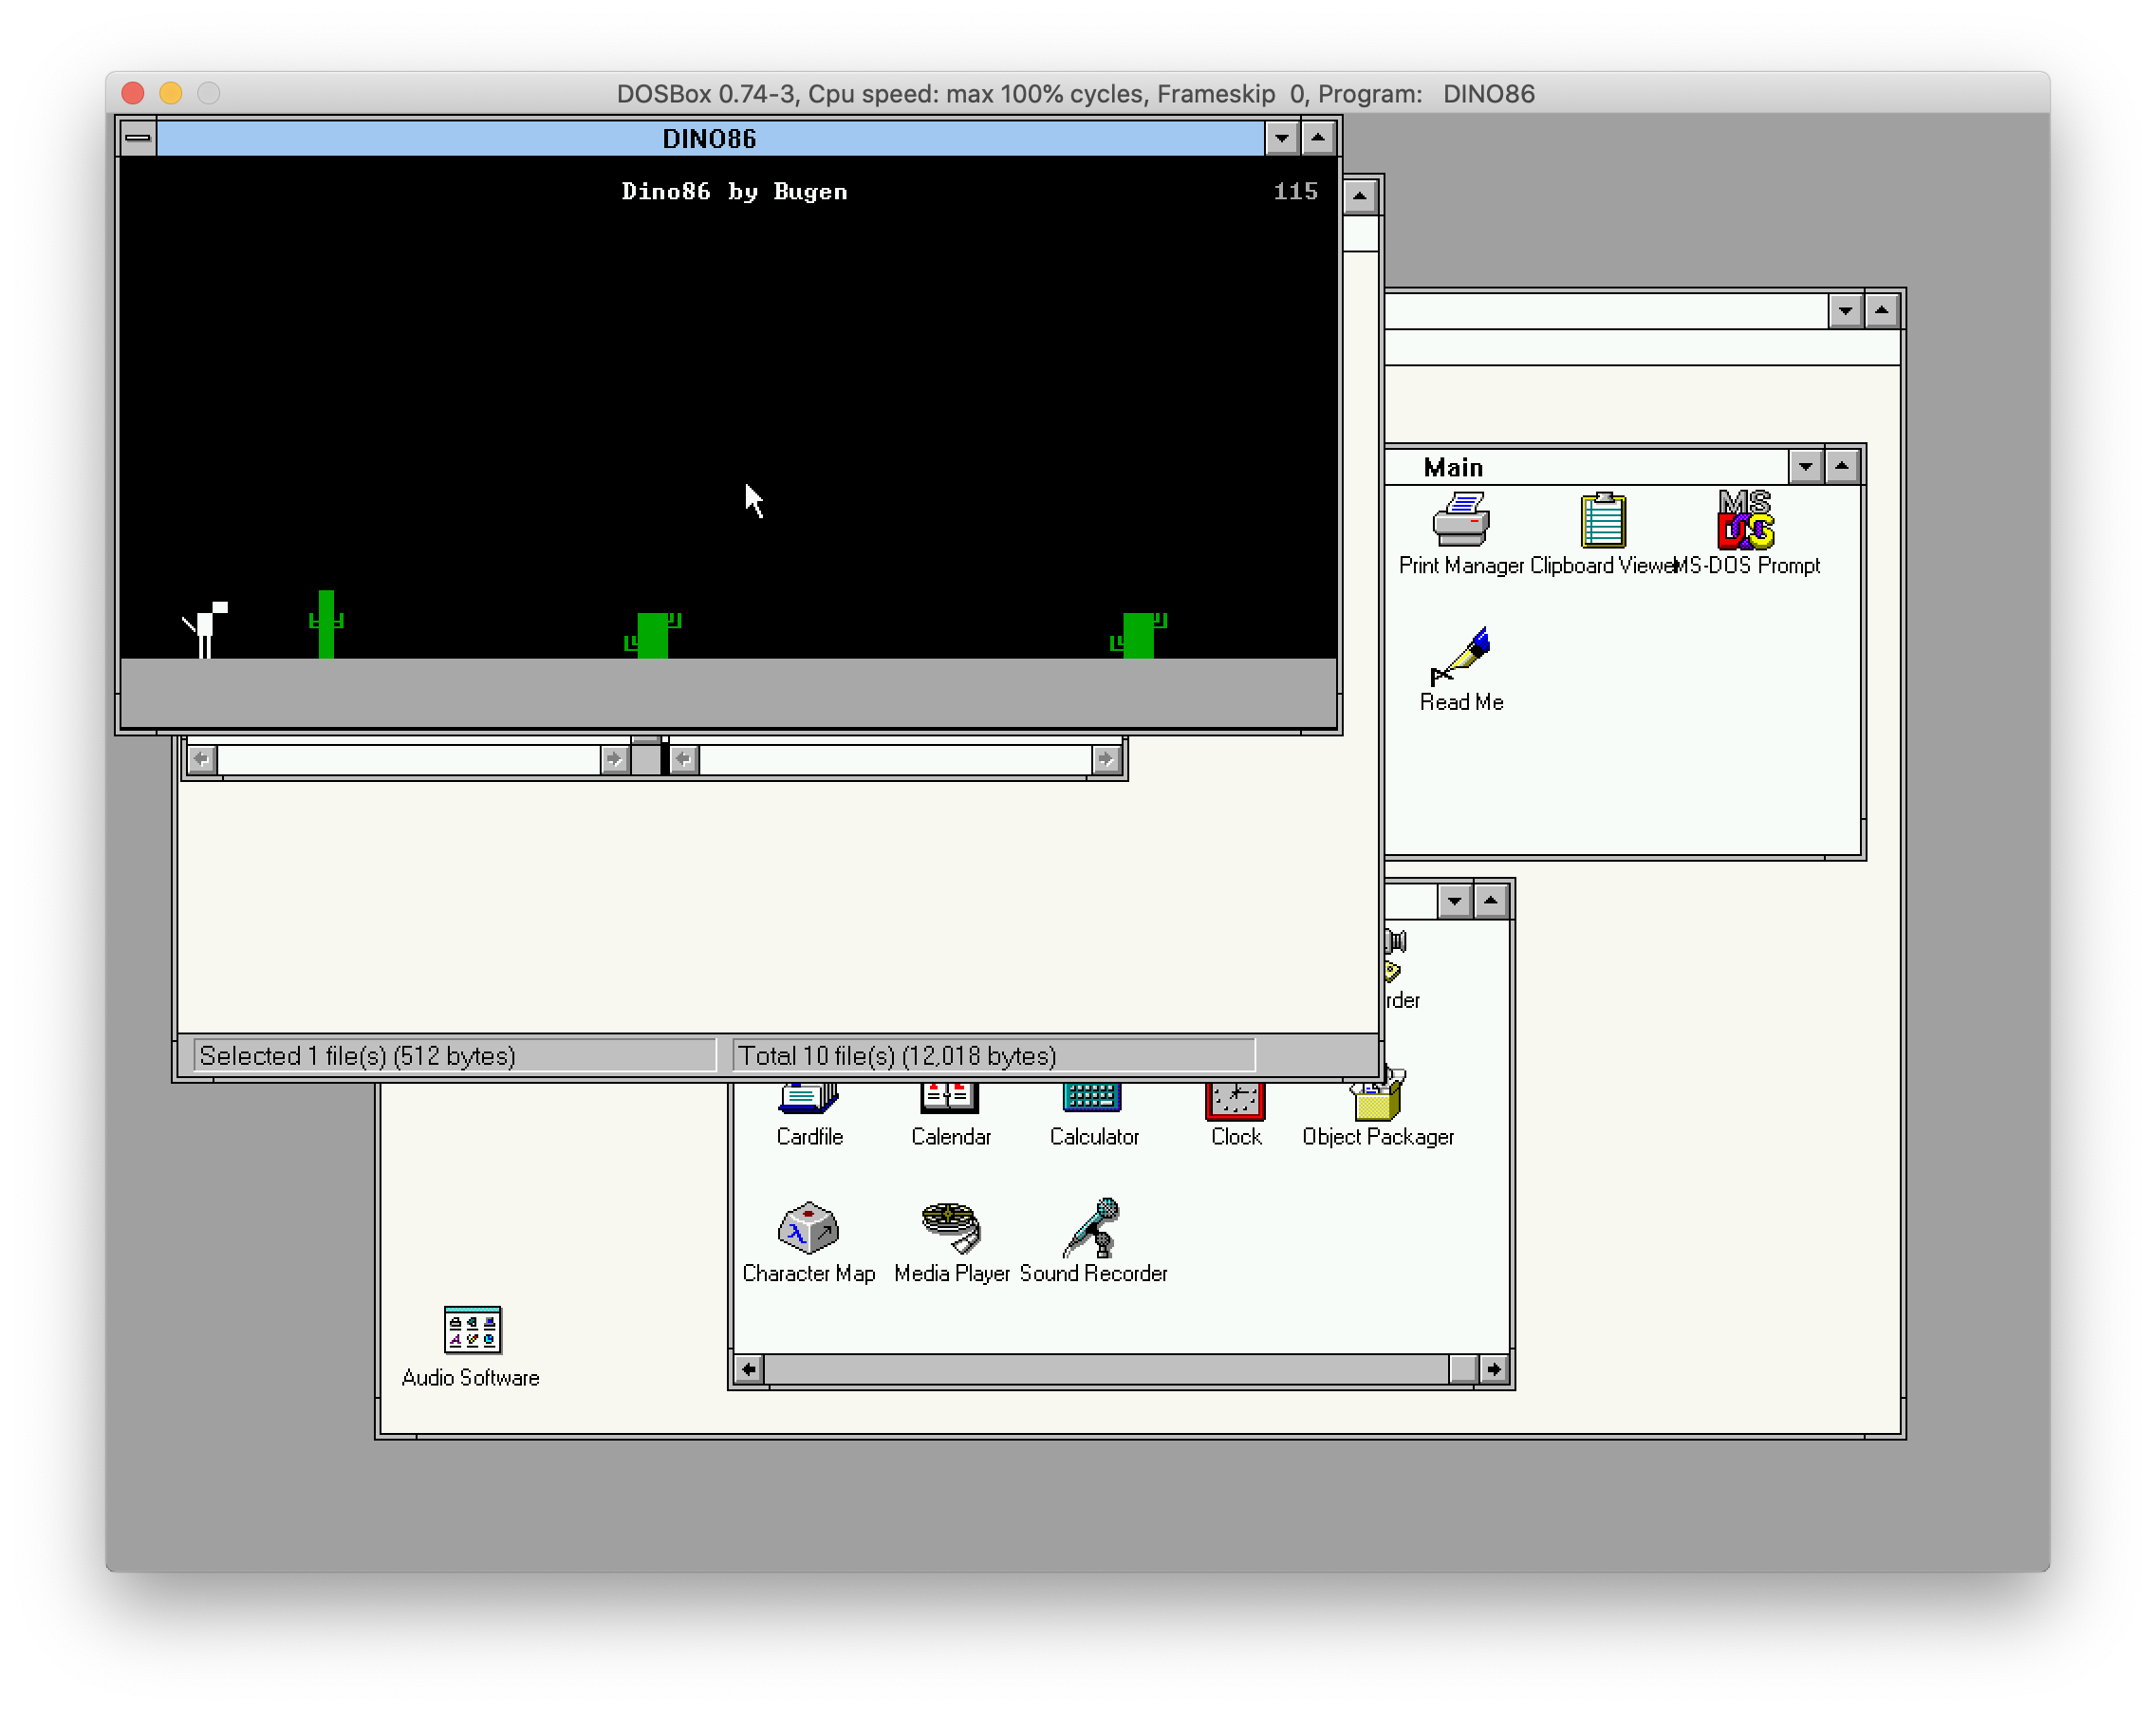 DOSBox 0.74-3, Cpu speed: max 100% cycles, Frameskip  0, Program:   DINO86
DINO86
Dino86 by Bugen 115
Main
Print Manager Clipboard Viewer MS-DOS Prompt
Read Me
rder
Selected 1 file(s) (512 bytes) Total 10 file(s) (12,018 bytes)
Cardfile Calendar Calculator Clock Object Packager
Character Map Media Player Sound Recorder
Audio Software